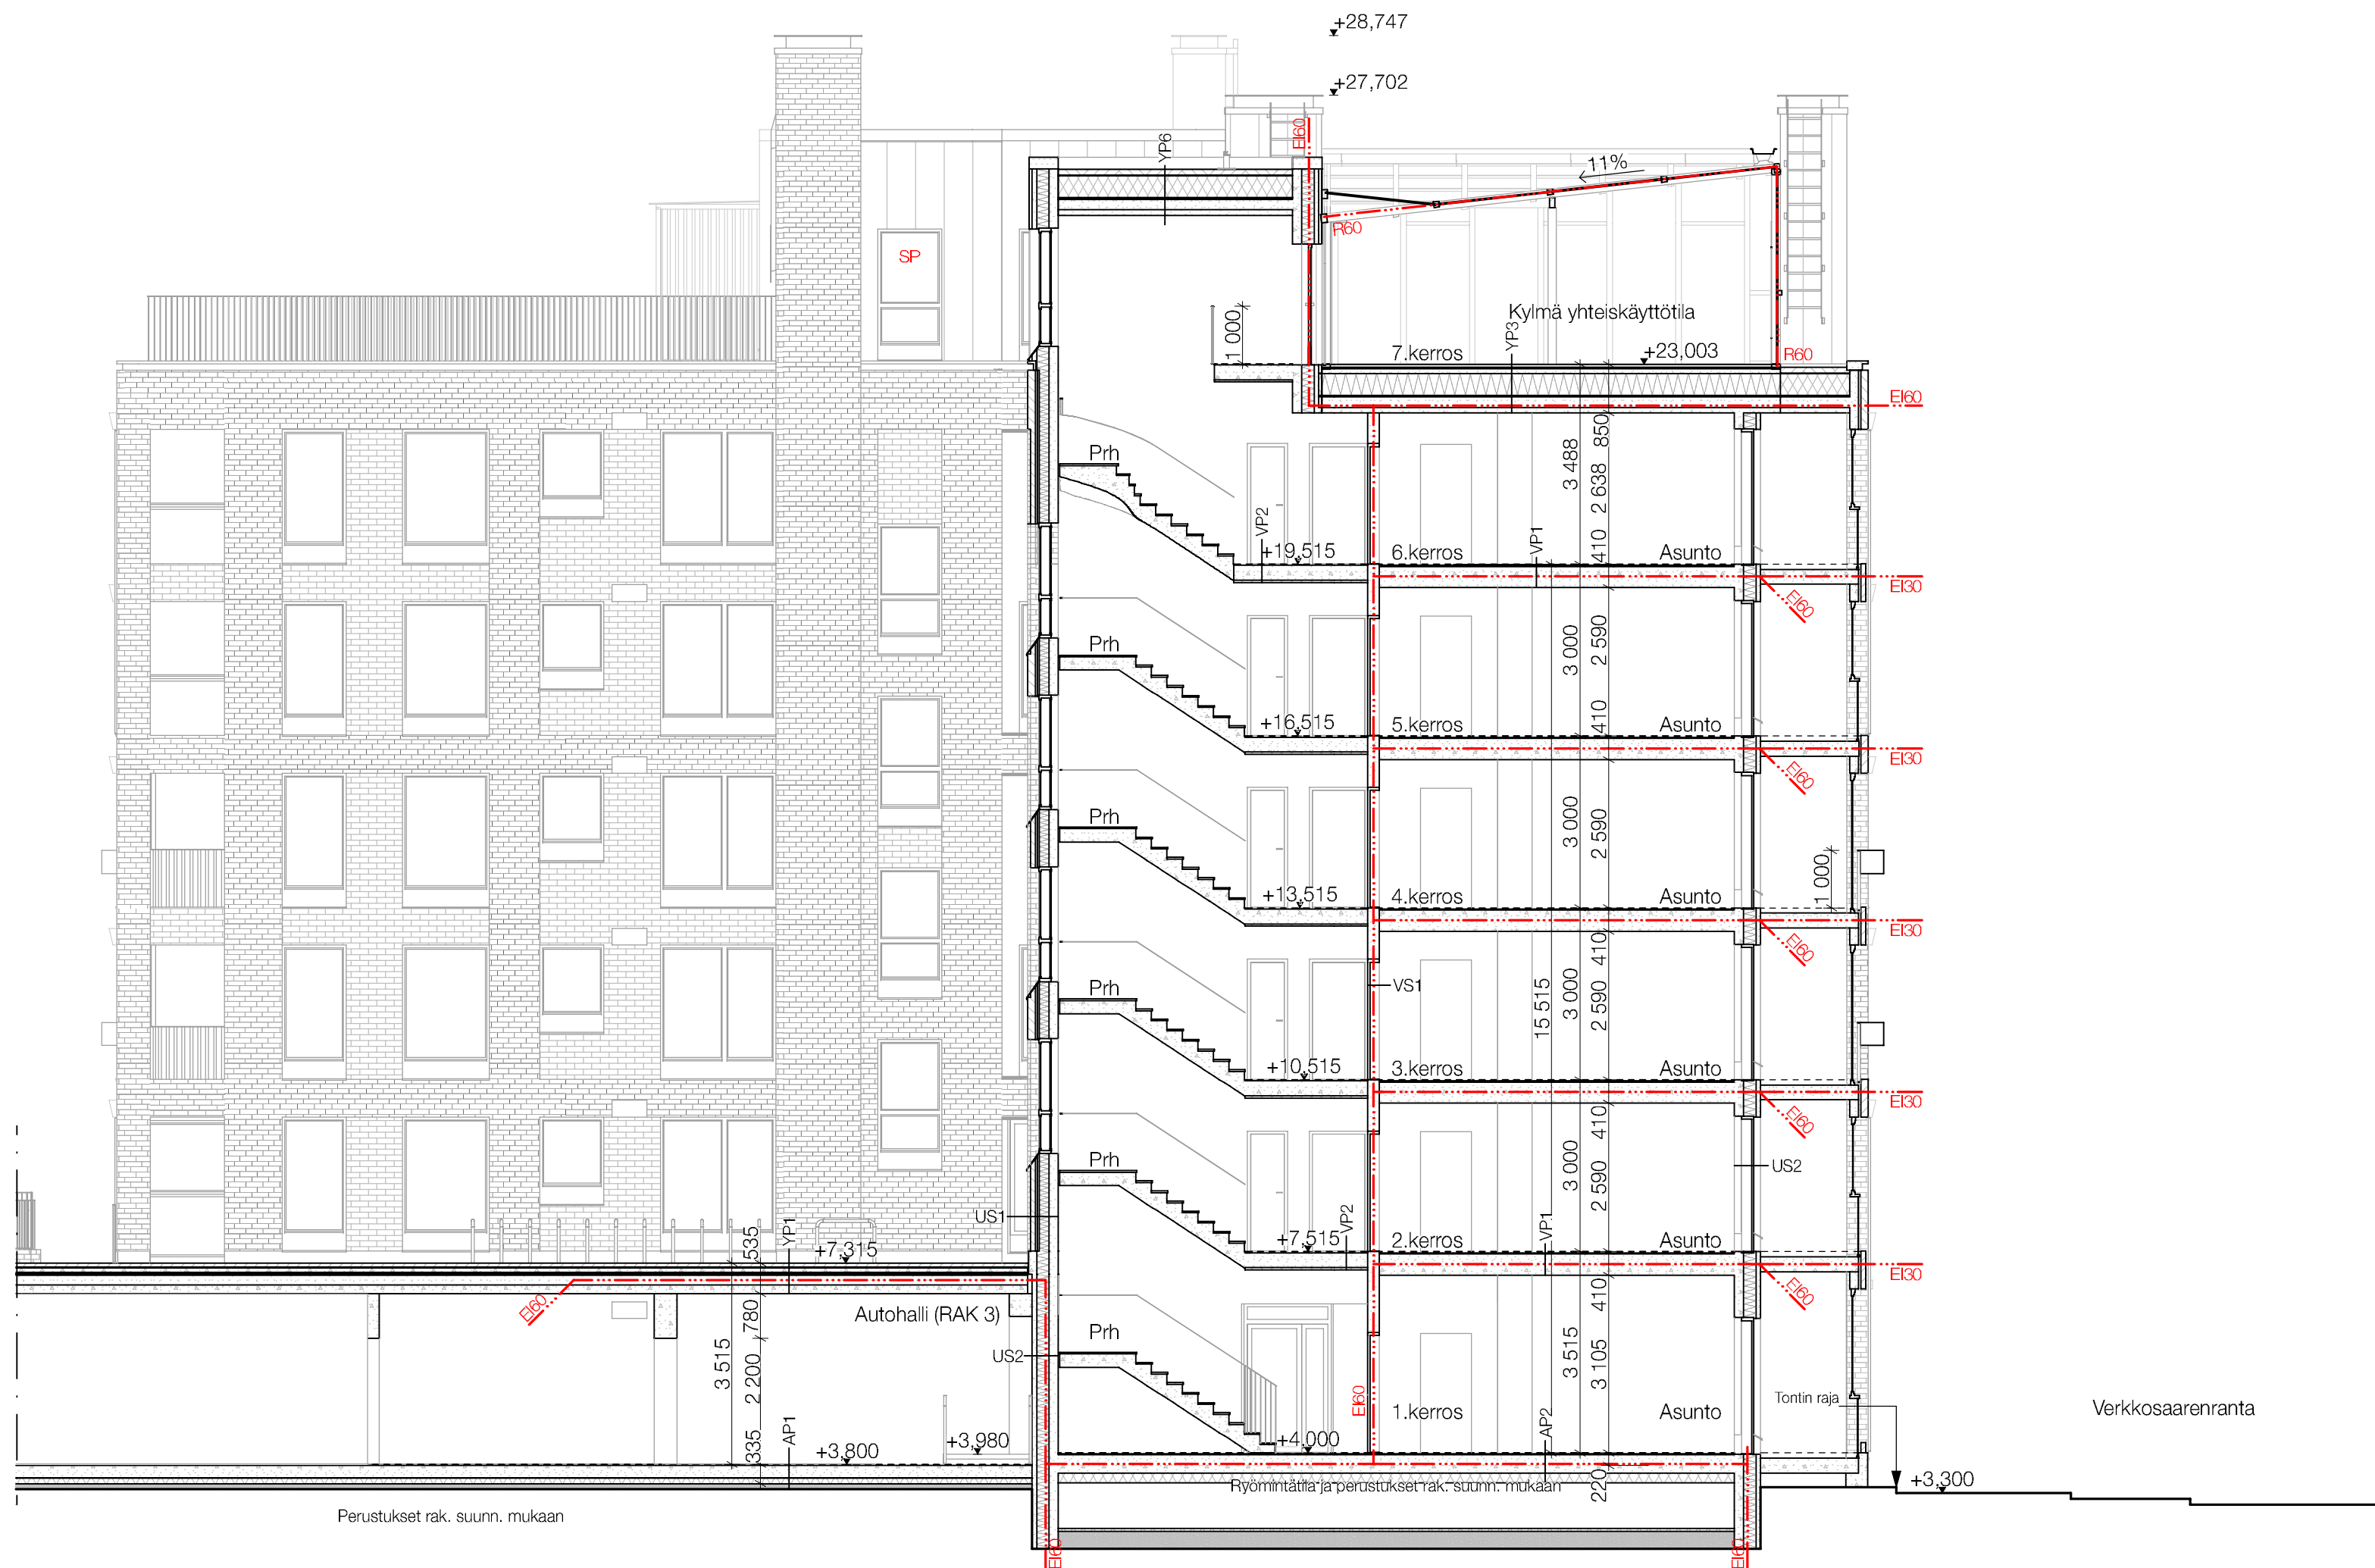 +28,747
+27,702
EI60
YP6
11%
R60
SP
Kylmä yhteiskäyttötila
1 000
YP3
7.kerros
+23,003
R60
EI60
850
3 488
2 638
Prh
VP2
+19,515
6.kerros
VP1
410
Asunto
EI30
EI60
3 000
2 590
Prh
+16,515
5.kerros
410
Asunto
EI30
EI60
3 000
2 590
Prh
1 000
+13,515
4.kerros
Asunto
EI30
EI60
410
VS1
15 515
3 000
2 590
Prh
+10,515
3.kerros
Asunto
EI30
EI60
410
3 000
2 590
US2
Prh
US1
VP2
+7,515
2.kerros
VP1
Asunto
EI30
EI60
535
YP1
+7,315
EI60
Autohalli (RAK 3)
780
410
3 515
2 200
US2
Prh
3 515
3 105
EI60
1.kerros
AP2
Asunto
Tontin raja
Verkkosaarenranta
335
AP1
+3,800
+3,980
+4,000
220
+3,300
Ryömintätila ja perustukset rak. suunn. mukaan
Perustukset rak. suunn. mukaan
EI60
EI60